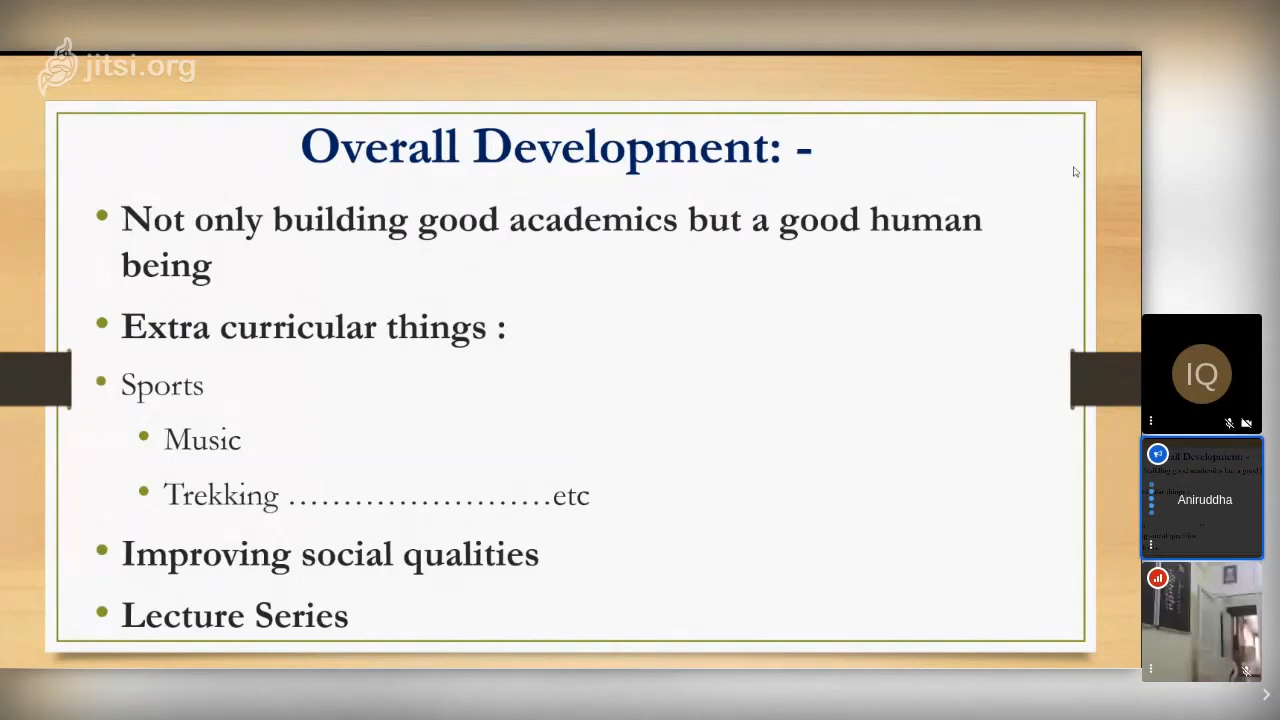 jitsi.org
Overall Development: -
• Not only building good academics but a good human
being
• Extra curricular things :
• Sports
• Music
• Trekking ……………………etc
• Improving social qualities
• Lecture Series
IQ
Aniruddha